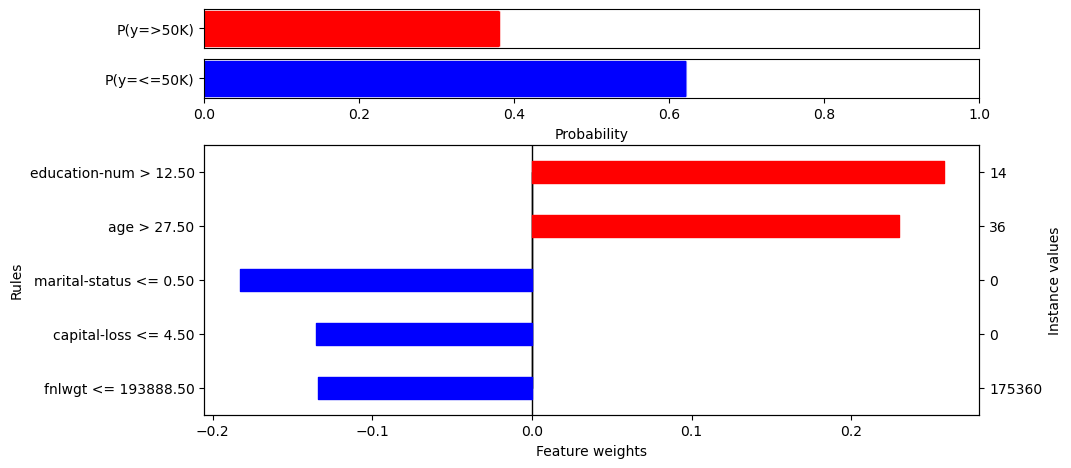 P(y=>50K)
P(y=<=50K)
0.0 0.2 0.4 0.6 0.8 1.0
Probability
education-num > 12.50 14
age > 27.50 36
marital-status <= 0.50 0
capital-loss <= 4.50 0
fnlwgt <= 193888.50 175360
Rules
Instance values
−0.2 −0.1 0.0 0.1 0.2
Feature weights